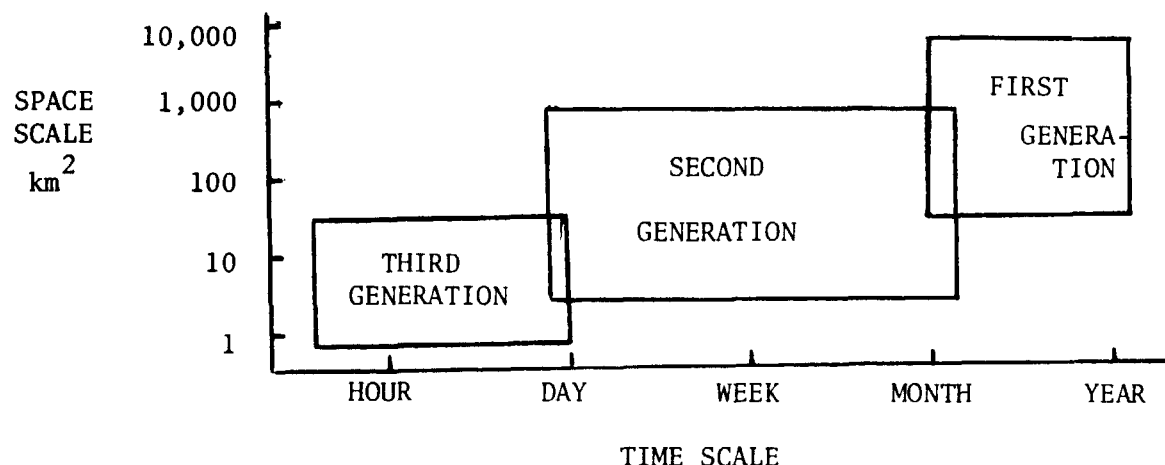 10,000
SPACE
SCALE
km²
1,000
100
10
1
FIRST
GENERA-
TION
SECOND
GENERATION
THIRD
GENERATION
HOUR
DAY
WEEK
MONTH
YEAR
TIME SCALE